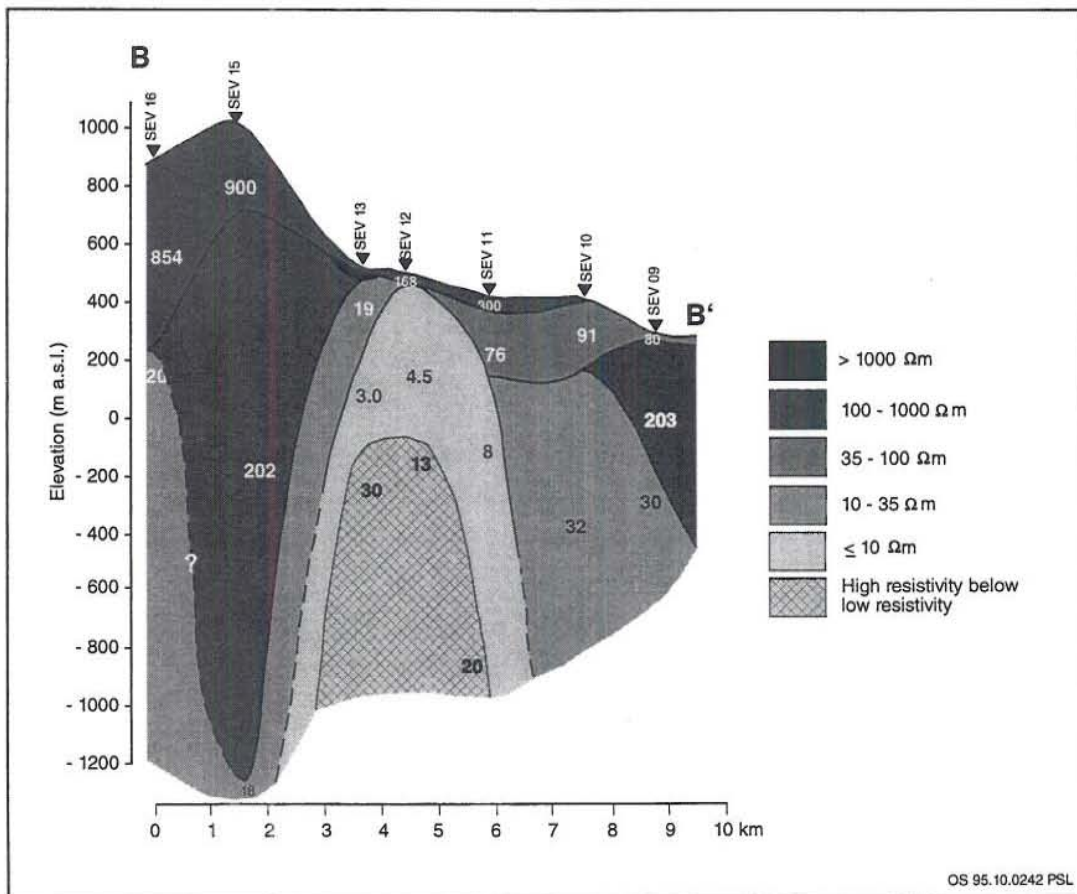 B
SEV 16
SEV 15
SEV 13
SEV 12
SEV 11
SEV 10
SEV 09
B'
Elevation (m a.s.l.)
1000
800
600
400
200
0
- 200
- 400
- 600
- 800
- 1000
- 1200
900
854
20
202
?
18
19
168
3.0
4.5
13
30
8
20
300
76
91
80
203
32
30
> 1000 Ωm
100 - 1000 Ωm
35 - 100 Ωm
10 - 35 Ωm
≤ 10 Ωm
High resistivity below
low resistivity
0 1 2 3 4 5 6 7 8 9 10 km
OS 95.10.0242 PSL